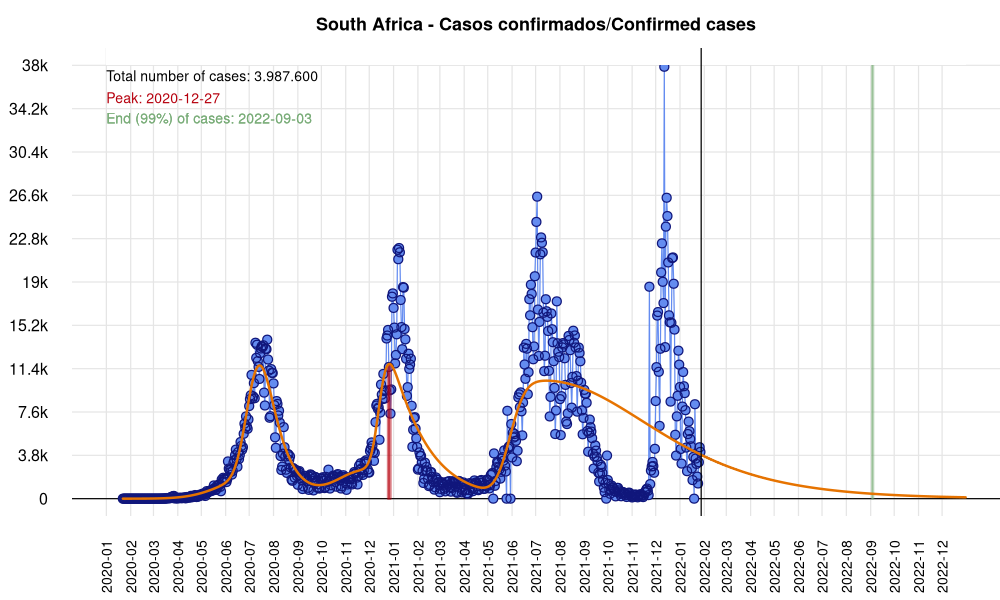 South Africa - Casos confirmados/Confirmed cases
38k
34.2k
30.4k
26.6k
22.8k
19k
15.2k
11.4k
7.6k
3.8k
0
Total number of cases: 3.987.600
Peak: 2020-12-27
End (99%) of cases: 2022-09-03
2020-01
2020-02
2020-03
2020-04
2020-05
2020-06
2020-07
2020-08
2020-09
2020-10
2020-11
2020-12
2021-01
2021-02
2021-03
2021-04
2021-05
2021-06
2021-07
2021-08
2021-09
2021-10
2021-11
2021-12
2022-01
2022-02
2022-03
2022-04
2022-05
2022-06
2022-07
2022-08
2022-09
2022-10
2022-11
2022-12